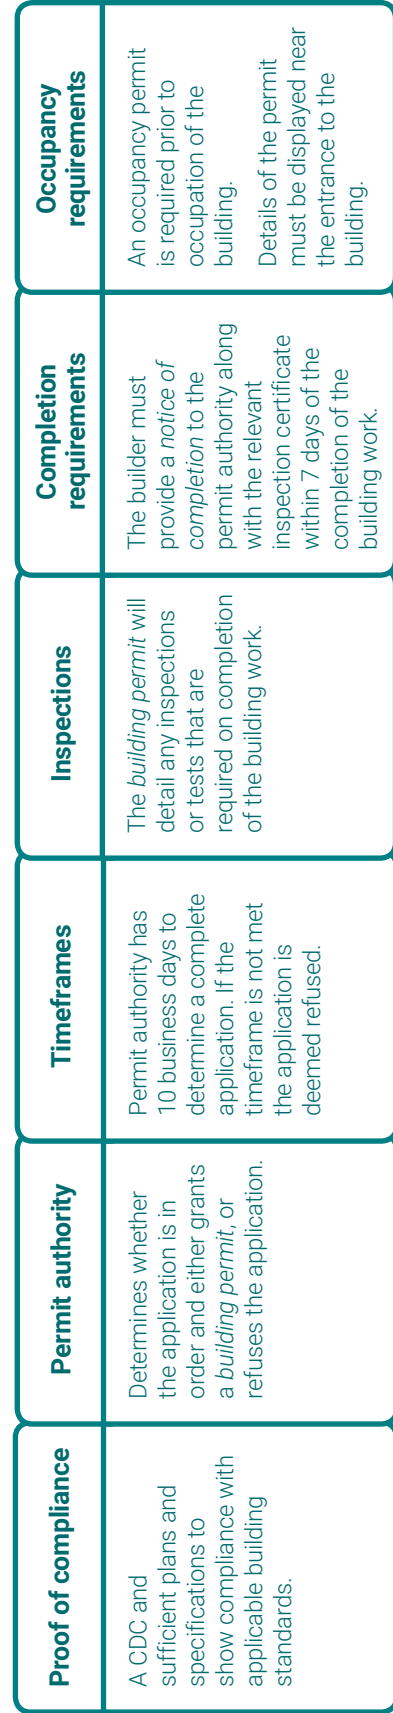 Proof of compliance
A CDC and
sufficient plans and
specifications to
show compliance with
applicable building
standards.
Permit authority
Determines whether
the application is in
order and either grants
a building permit, or
refuses the application.
Timeframes
Permit authority has
10 business days to
determine a complete
application. If the
timeframe is not met
the application is
deemed refused.
Inspections
The building permit will
detail any inspections
or tests that are
required on completion
of the building work.
Completion
requirements
The builder must
provide a notice of
completion to the
permit authority along
with the relevant
inspection certificate
within 7 days of the
completion of the
building work.
Occupancy
requirements
An occupancy permit
is required prior to
occupation of the
building.
Details of the permit
must be displayed near
the entrance to the
building.